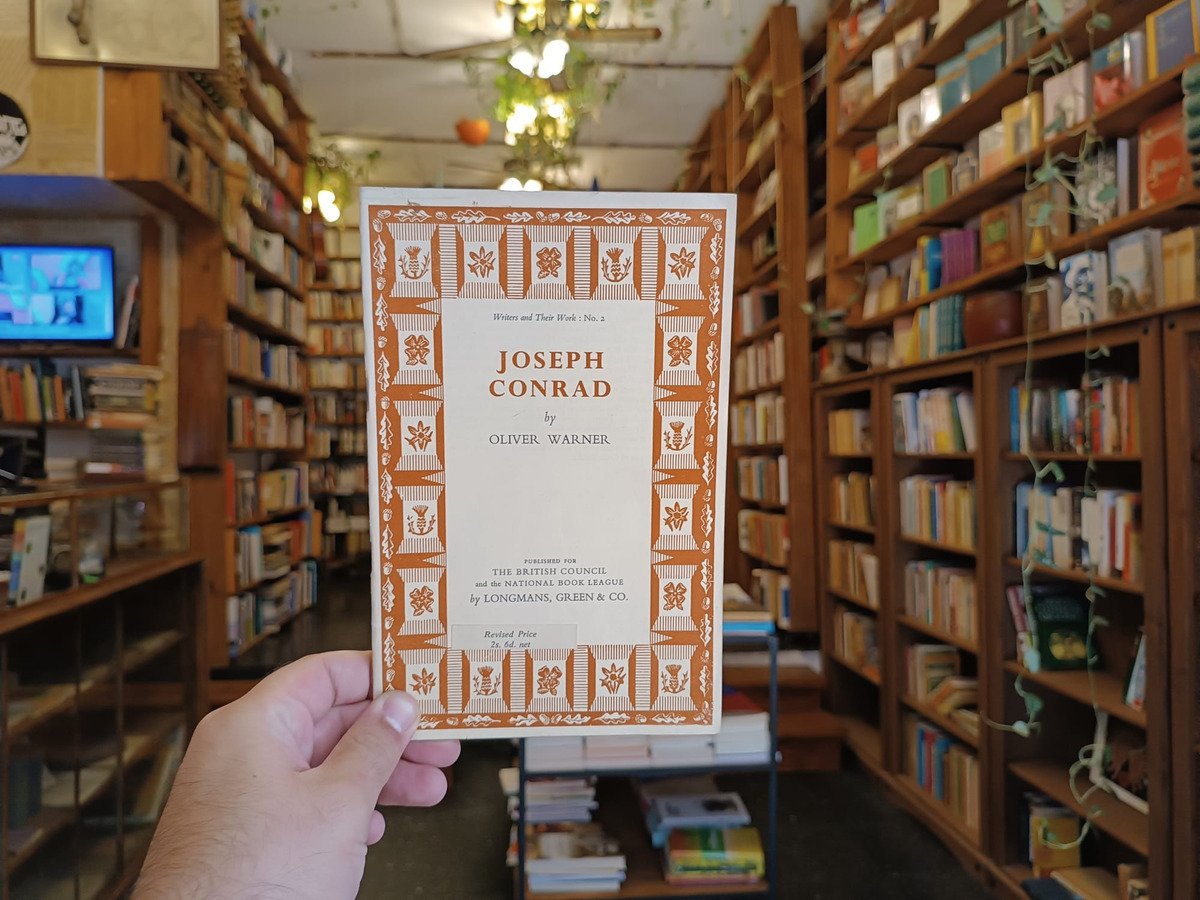 Writers and Their Work : No. 2
JOSEPH
CONRAD
by
OLIVER WARNER
PUBLISHED FOR
THE BRITISH COUNCIL
and the NATIONAL BOOK LEAGUE
by LONGMANS, GREEN & CO.
Revised Price
2s. 6d. net